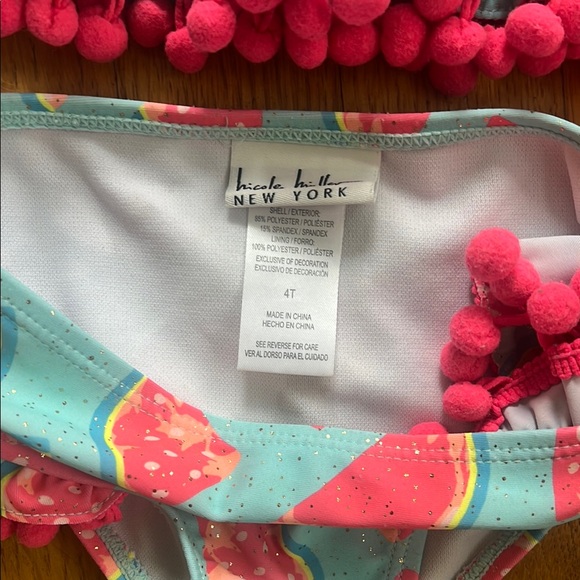 nicole miller
NEW YORK
SHELL / EXTERIOR:
85% POLYESTER / POLIÉSTER
15% SPANDEX / SPANDEX
LINING / FORRO:
100% POLYESTER / POLIÉSTER
EXCLUSIVE OF DECORATION
EXCLUSIVO DE DECORACIÓN
4T
MADE IN CHINA
HECHO EN CHINA
SEE REVERSE FOR CARE
VER AL DORSO PARA EL CUIDADO